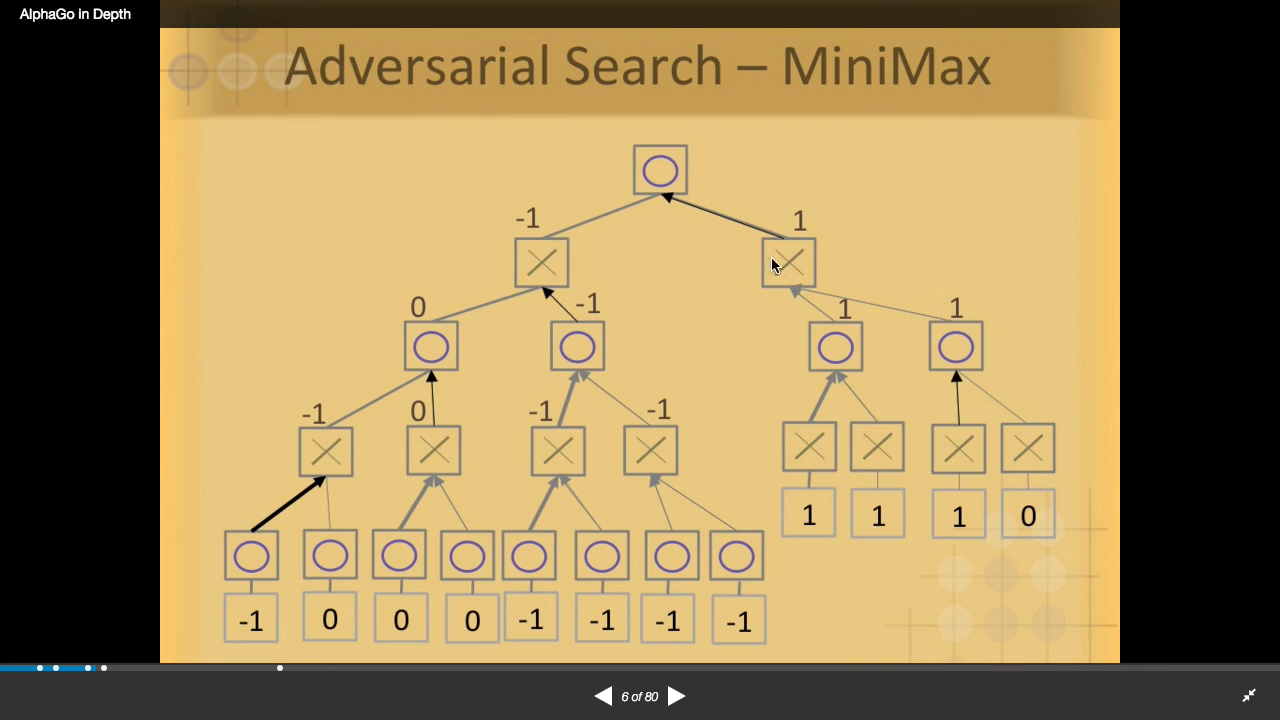 AlphaGo in Depth
Adversarial Search – MiniMax
-1 1
0 -1 1 1
-1 0 -1 -1
1 1 1 0
-1 0 0 0 -1 -1 -1 -1
6 of 80